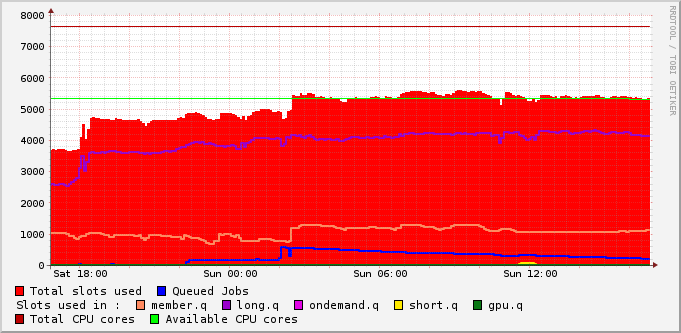 8000
7000
6000
5000
4000
3000
2000
1000
0
Sat 18:00 Sun 00:00 Sun 06:00 Sun 12:00
Total slots used Queued Jobs
Slots used in : member.q long.q ondemand.q short.q gpu.q
Total CPU cores Available CPU cores
RRDTOOL / TOBI OETIKER